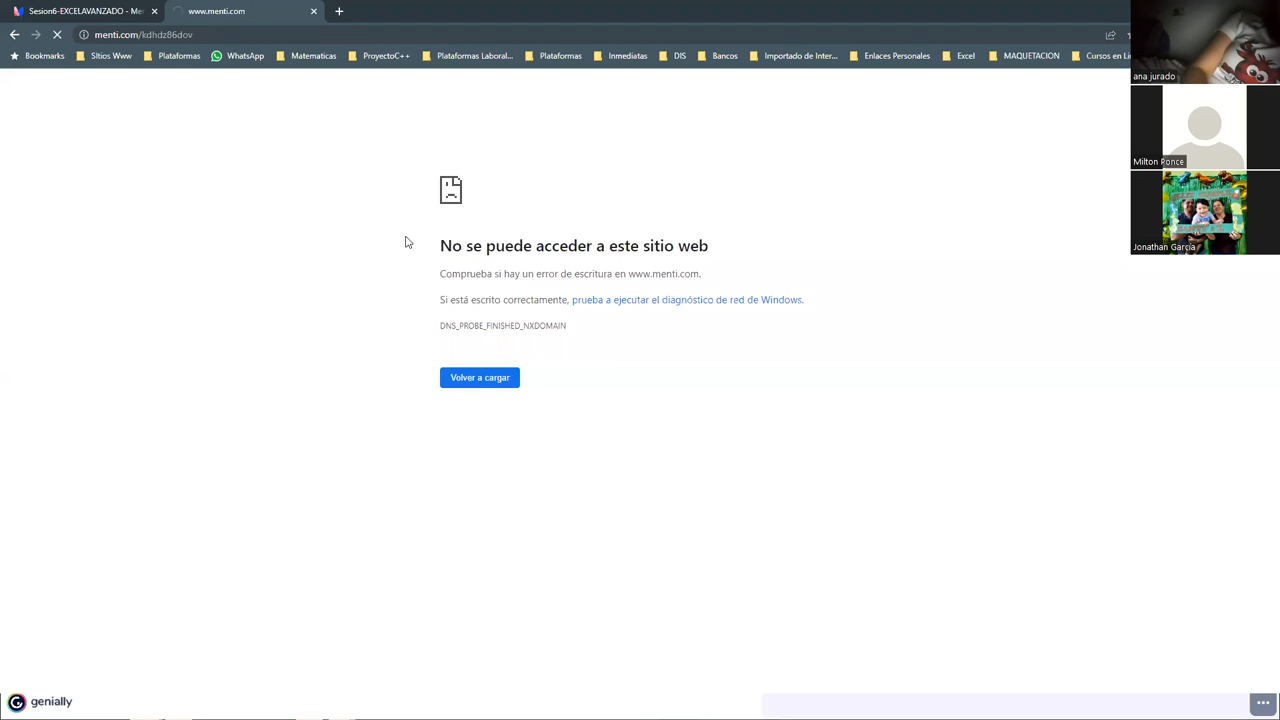 Sesion6-EXCELAVANZADO - Me
www.menti.com
menti.com/kdhdz86dov
Bookmarks
Sitios Www
Plataformas
WhatsApp
Matematicas
ProyectoC++
Plataformas Laboral...
Plataformas
Inmediatas
DIS
Bancos
Importado de Inter...
Enlaces Personales
Excel
MAQUETACION
Cursos en Li
ana jurado
Milton Ponce
Jonathan Garcia
No se puede acceder a este sitio web
Comprueba si hay un error de escritura en www.menti.com.
Si está escrito correctamente, prueba a ejecutar el diagnóstico de red de Windows.
DNS_PROBE_FINISHED_NXDOMAIN
Volver a cargar
genially